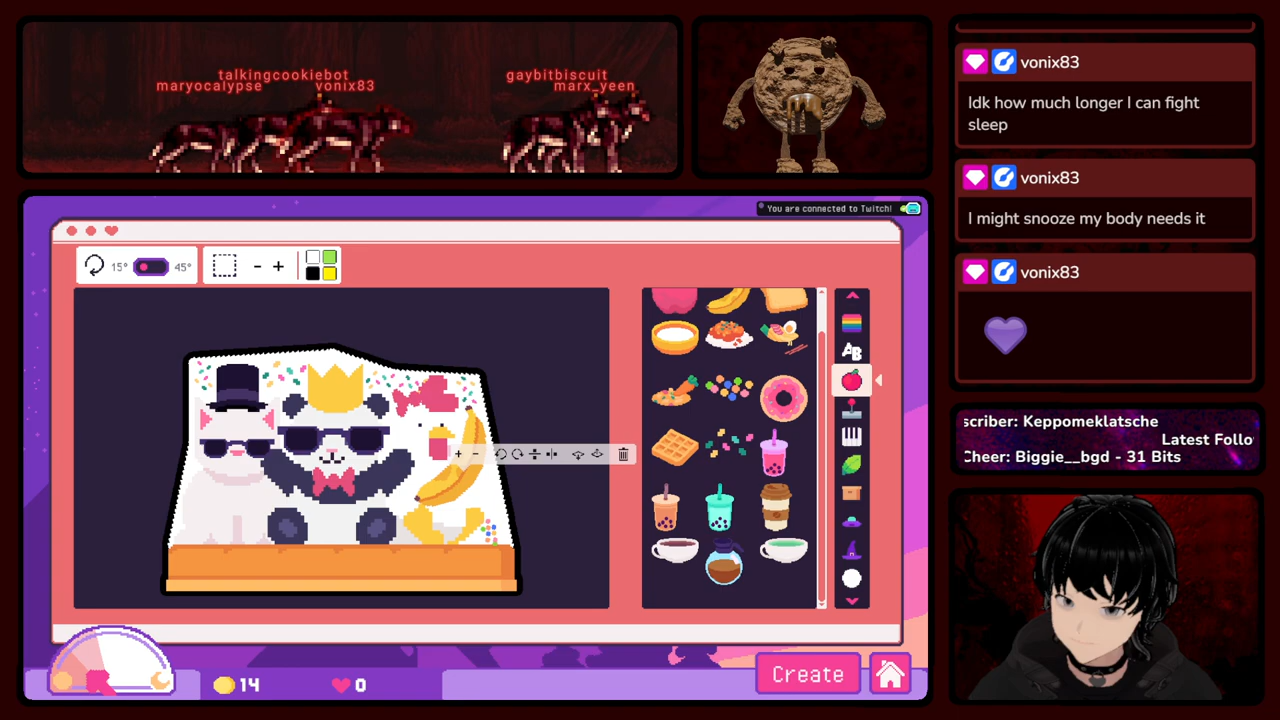 talkingcookiebot
maryocalypse
vonix83
gaybitbiscuit
marx_yeen
vonix83
Idk how much longer I can fight
sleep
vonix83
I might snooze my body needs it
vonix83
scriber: Keppomeklatsche
Latest Follo
Cheer: Biggie__bgd - 31 Bits
You are connected to Twitch!
15°
45°
- +
AB
+ -
14
0
Create